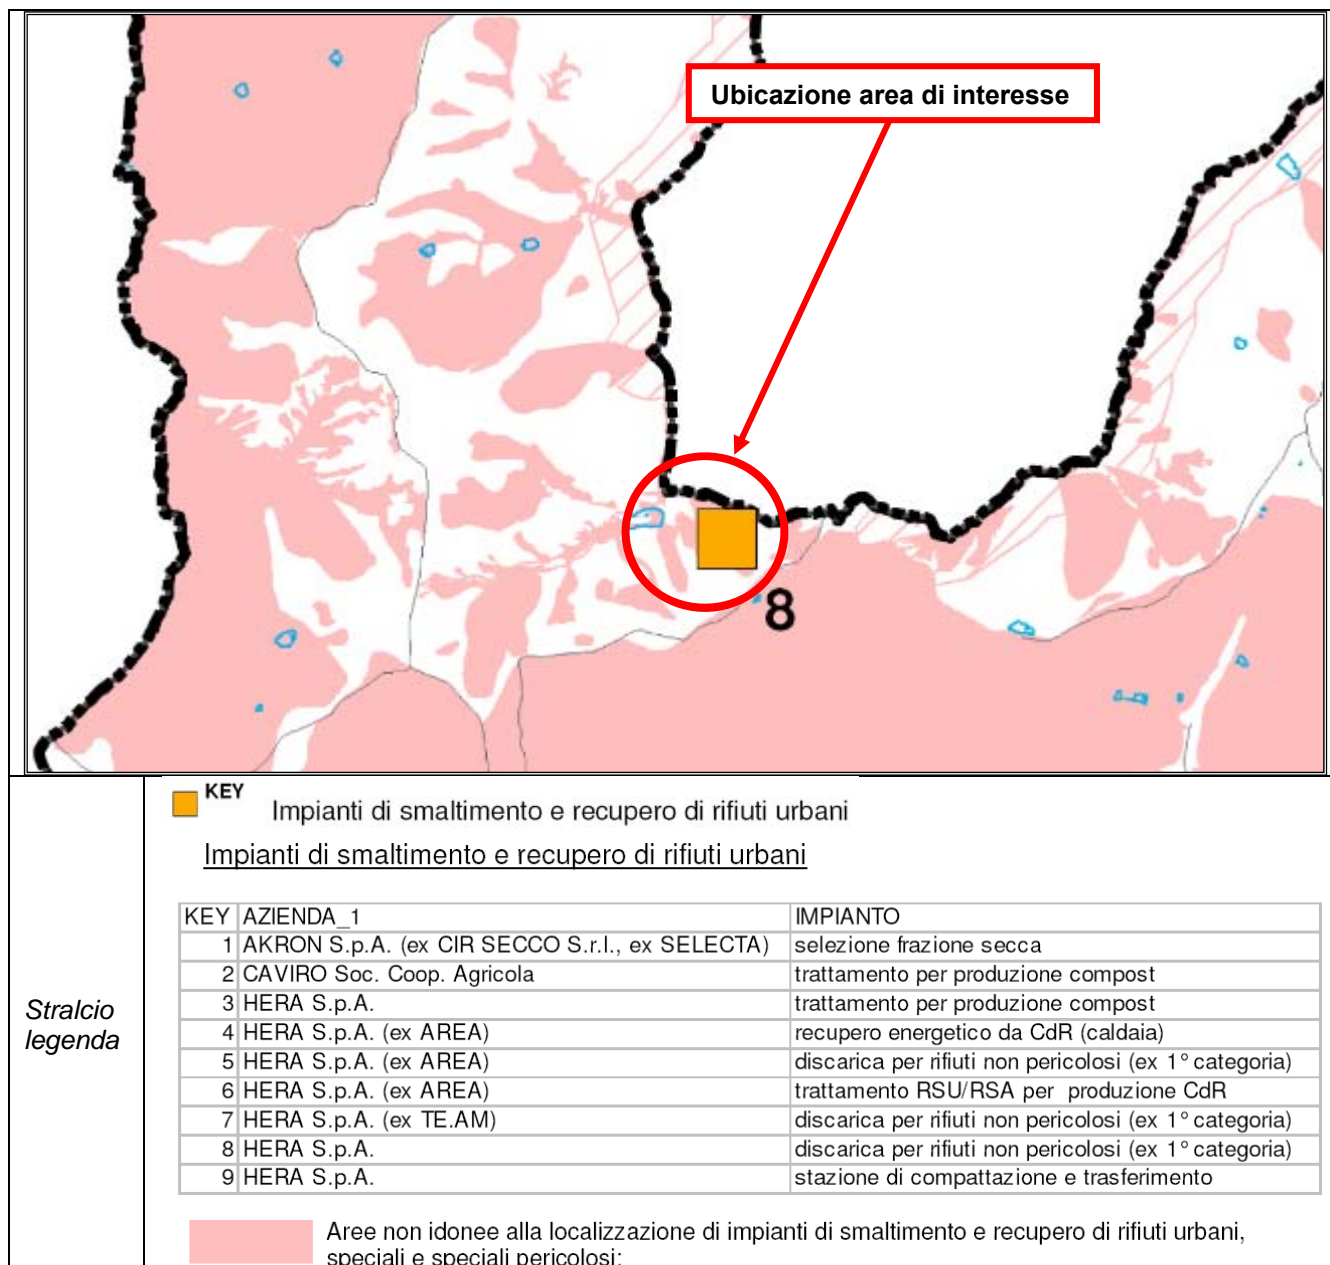 Ubicazione area di interesse
8
KEY
Impianti di smaltimento e recupero di rifiuti urbani
Impianti di smaltimento e recupero di rifiuti urbani
Stralcio
legenda
KEY AZIENDA_1 IMPIANTO
1 AKRON S.p.A. (ex CIR SECCO S.r.l., ex SELECTA) selezione frazione secca
2 CAVIRO Soc. Coop. Agricola trattamento per produzione compost
3 HERA S.p.A. trattamento per produzione compost
4 HERA S.p.A. (ex AREA) recupero energetico da CdR (caldaia)
5 HERA S.p.A. (ex AREA) discarica per rifiuti non pericolosi (ex 1° categoria)
6 HERA S.p.A. (ex AREA) trattamento RSU/RSA per produzione CdR
7 HERA S.p.A. (ex TE.AM) discarica per rifiuti non pericolosi (ex 1° categoria)
8 HERA S.p.A. discarica per rifiuti non pericolosi (ex 1° categoria)
9 HERA S.p.A. stazione di compattazione e trasferimento
Aree non idonee alla localizzazione di impianti di smaltimento e recupero di rifiuti urbani,
speciali e speciali pericolosi: